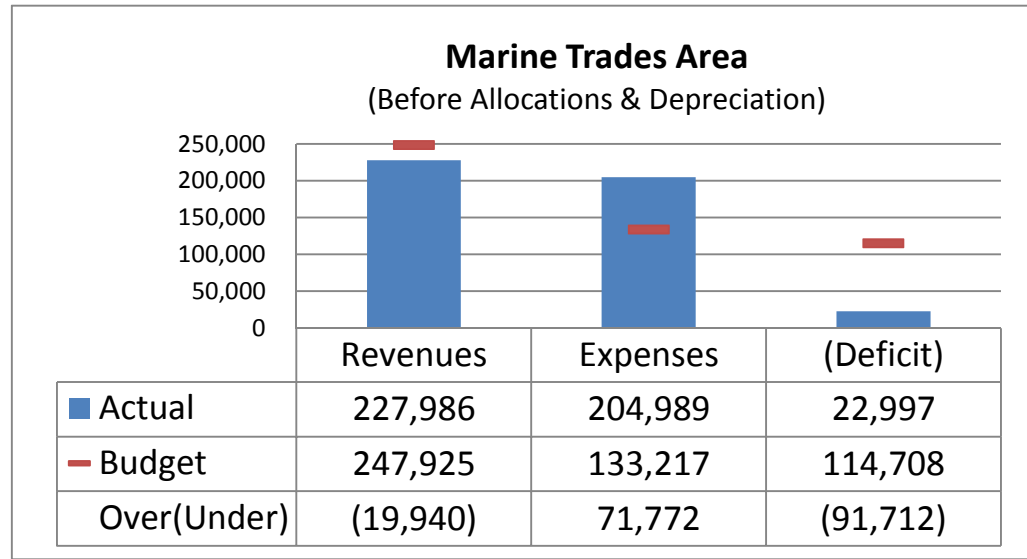 Marine Trades Area
(Before Allocations & Depreciation)
250,000
200,000
150,000
100,000
50,000
0
Revenues Expenses (Deficit)
Actual 227,986 204,989 22,997
Budget 247,925 133,217 114,708
Over(Under) (19,940) 71,772 (91,712)